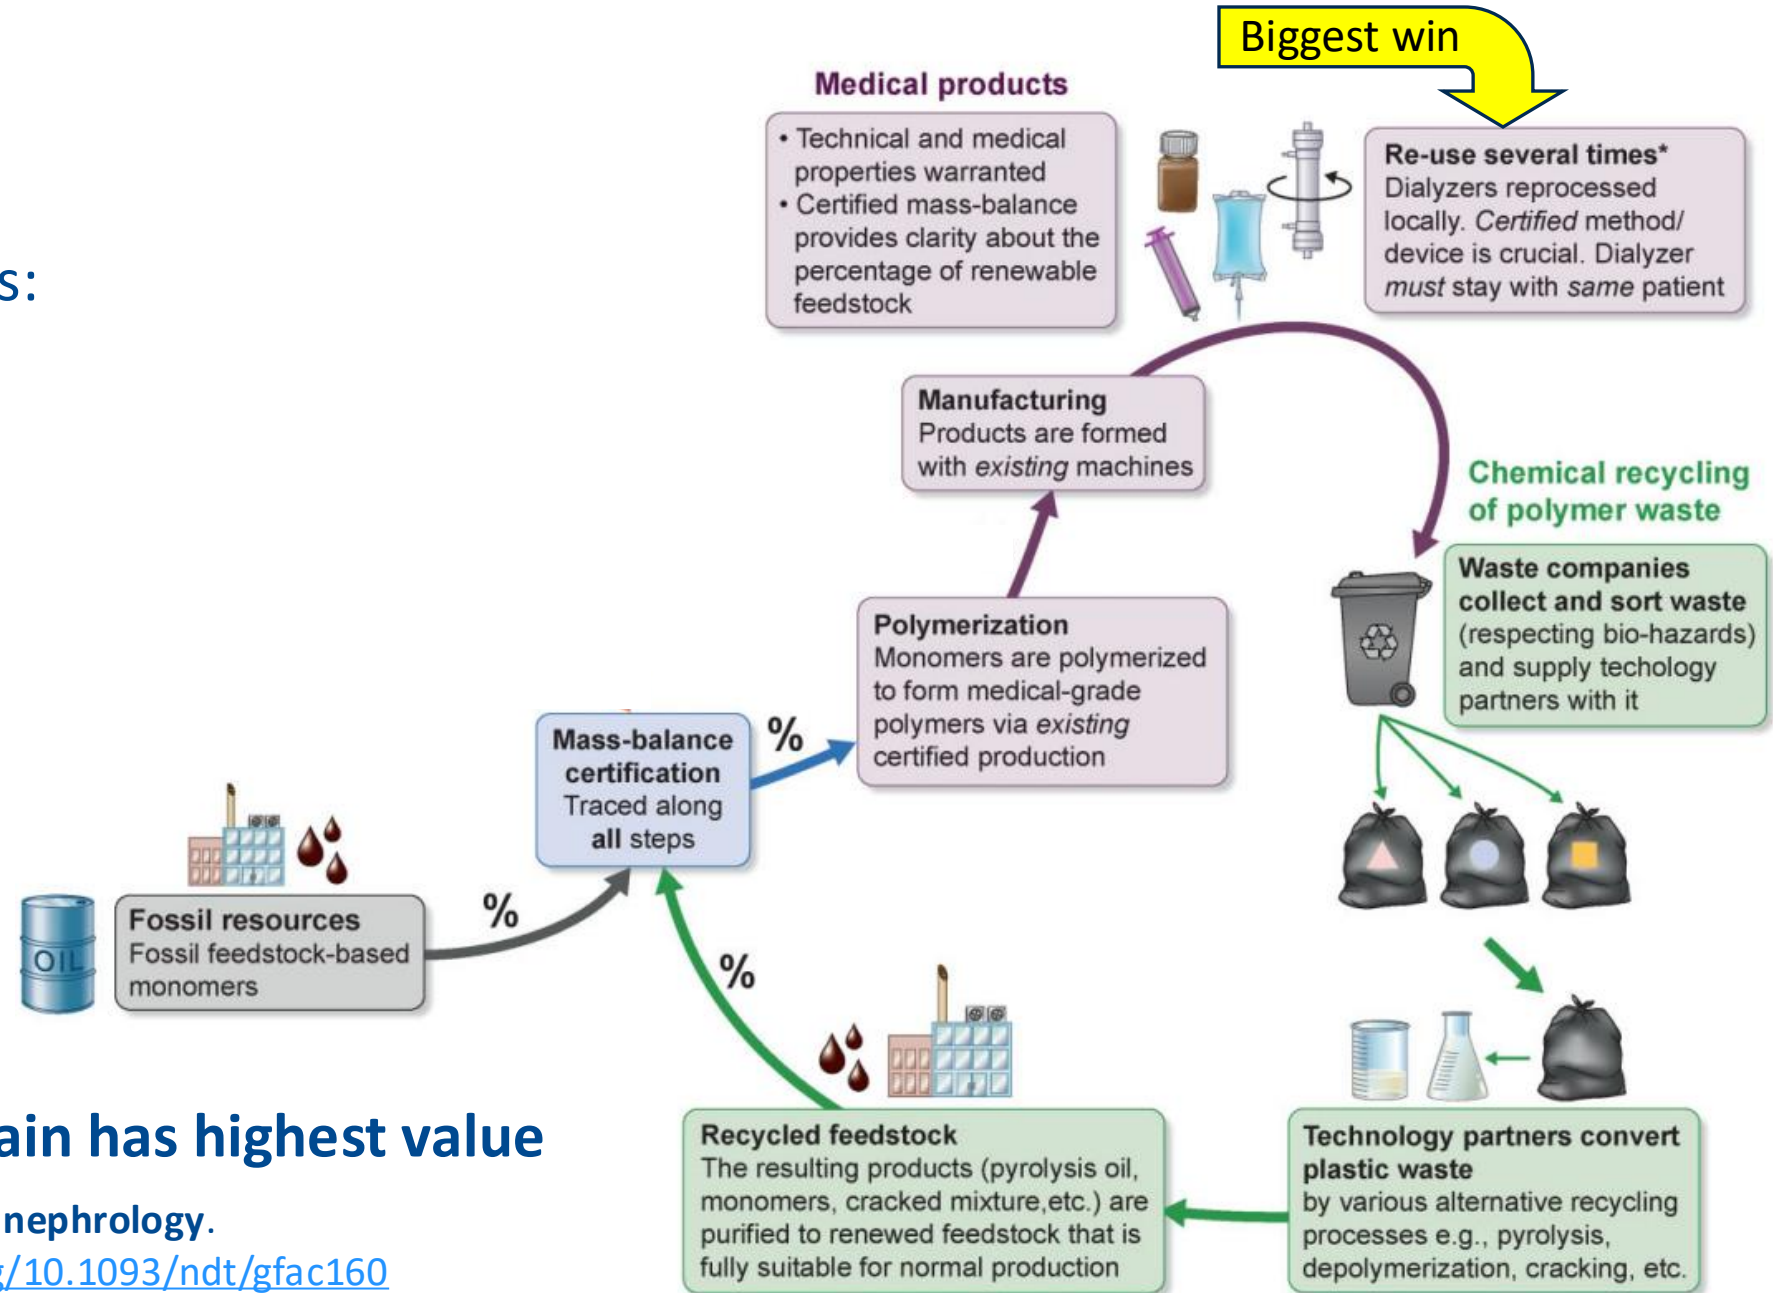 Biggest win
Medical products
• Technical and medical
properties warranted
• Certified mass-balance
provides clarity about the
percentage of renewable
feedstock
Re-use several times*
Dialyzers reprocessed
locally. Certified method/
device is crucial. Dialyzer
must stay with same patient
s:
Manufacturing
Products are formed
with existing machines
Chemical recycling
of polymer waste
Waste companies
collect and sort waste
(respecting bio-hazards)
and supply techology
partners with it
Polymerization
Monomers are polymerized
to form medical-grade
polymers via existing
certified production
Mass-balance
certification
Traced along
all steps
%
%
%
OIL
Fossil resources
Fossil feedstock-based
monomers
Recycled feedstock
The resulting products (pyrolysis oil,
monomers, cracked mixture,etc.) are
purified to renewed feedstock that is
fully suitable for normal production
Technology partners convert
plastic waste
by various alternative recycling
processes e.g., pyrolysis,
depolymerization, cracking, etc.
ain has highest value
nephrology.
g/10.1093/ndt/gfac160